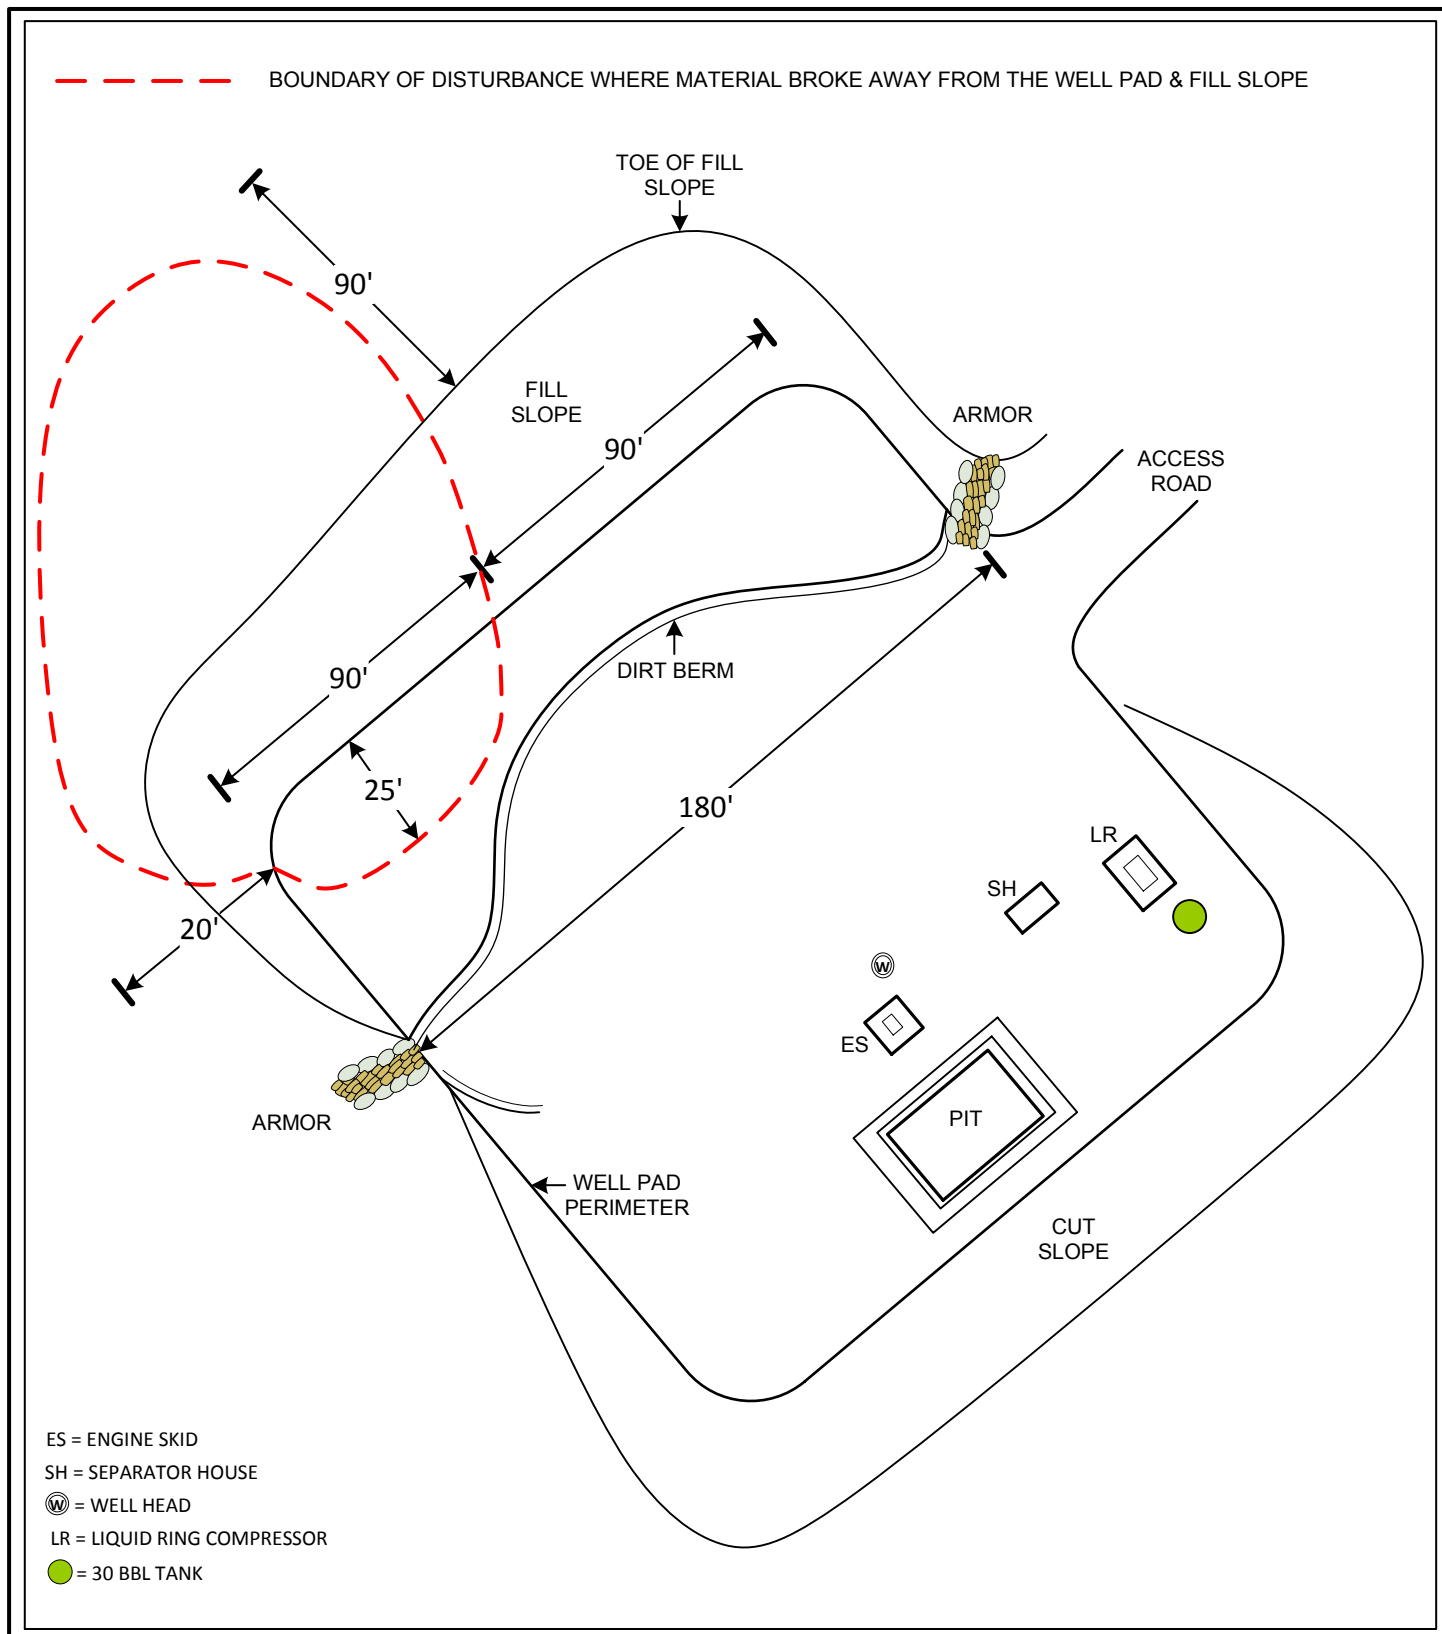 BOUNDARY OF DISTURBANCE WHERE MATERIAL BROKE AWAY FROM THE WELL PAD & FILL SLOPE
TOE OF FILL
SLOPE
90'
FILL
SLOPE
90'
ARMOR
ACCESS
ROAD
90'
DIRT BERM
25'
180'
LR
SH
20'
W
ES
PIT
ARMOR
WELL PAD
PERIMETER
CUT
SLOPE
ES = ENGINE SKID
SH = SEPARATOR HOUSE
W = WELL HEAD
LR = LIQUID RING COMPRESSOR
= 30 BBL TANK